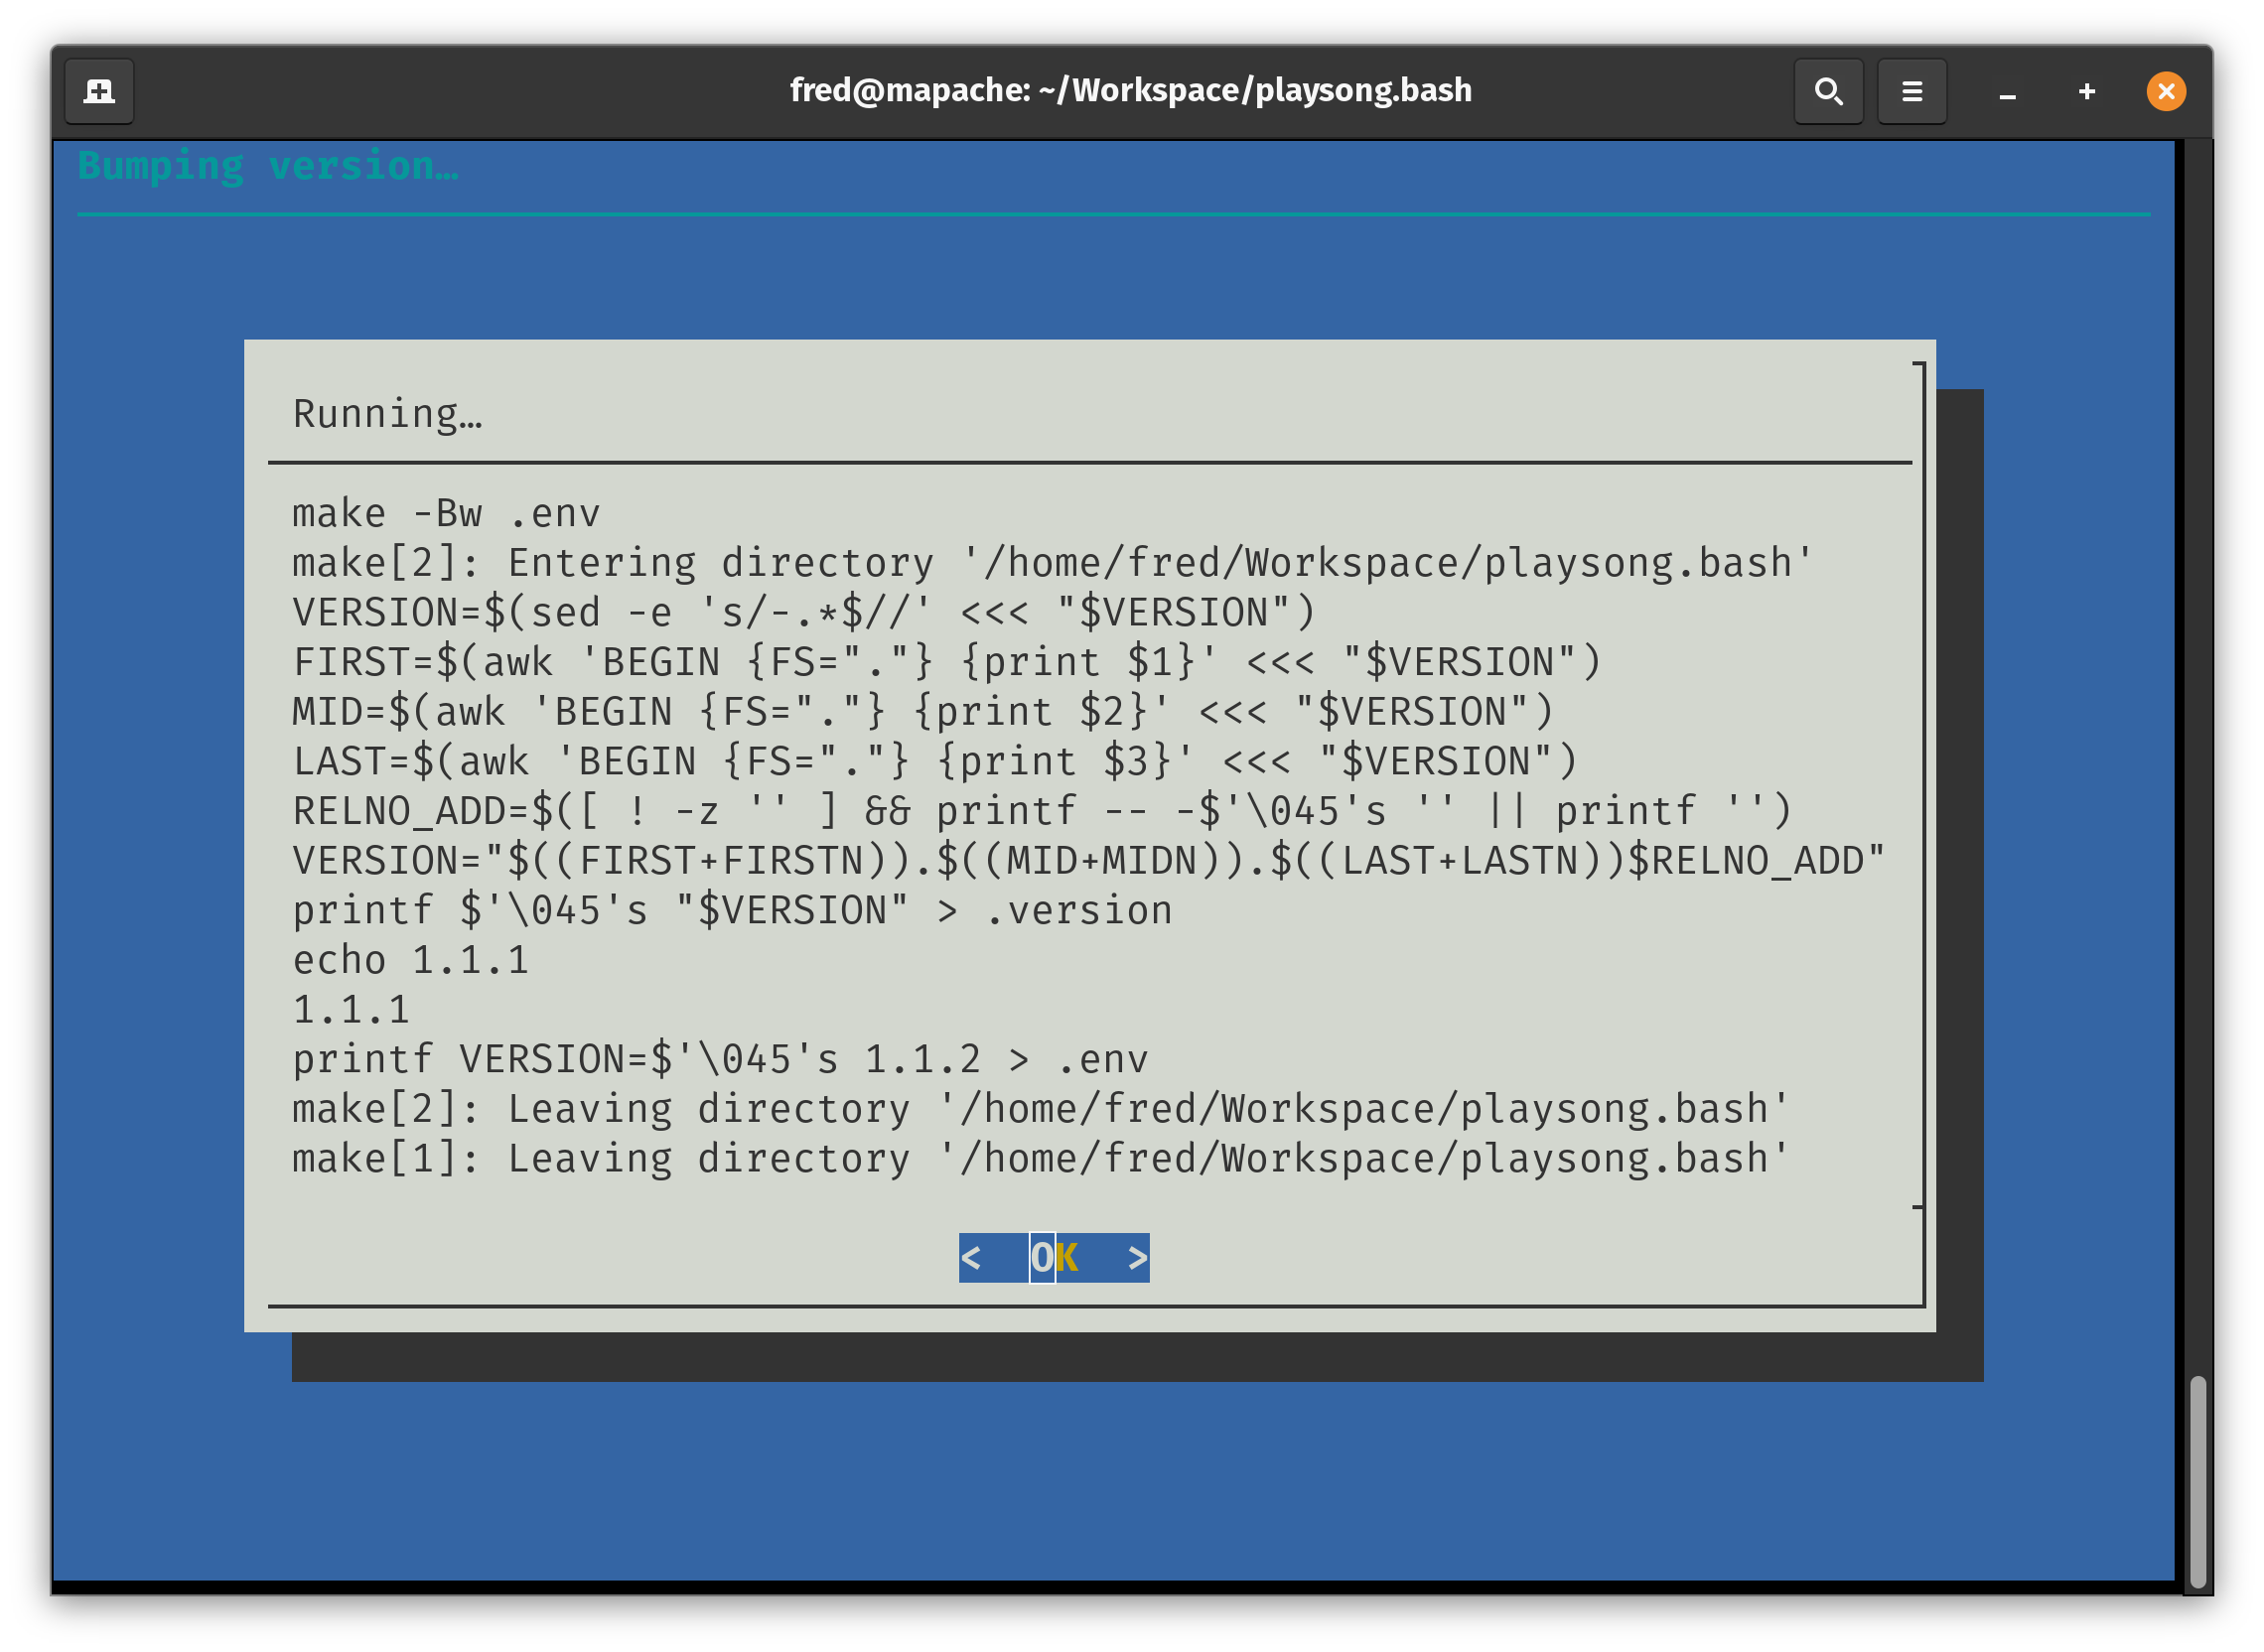 fred@mapache: ~/Workspace/playsong.bash
Bumping version…
Running…
make -Bw .env
make[2]: Entering directory '/home/fred/Workspace/playsong.bash'
VERSION=$(sed -e 's/-.*$//' <<< "$VERSION")
FIRST=$(awk 'BEGIN {FS="."} {print $1}' <<< "$VERSION")
MID=$(awk 'BEGIN {FS="."} {print $2}' <<< "$VERSION")
LAST=$(awk 'BEGIN {FS="."} {print $3}' <<< "$VERSION")
RELNO_ADD=$([ ! -z '' ] && printf -- -$'\045's '' || printf '')
VERSION="$((FIRST+FIRSTN)).$((MID+MIDN)).$((LAST+LASTN))$RELNO_ADD"
printf $'\045's "$VERSION" > .version
echo 1.1.1
1.1.1
printf VERSION=$'\045's 1.1.2 > .env
make[2]: Leaving directory '/home/fred/Workspace/playsong.bash'
make[1]: Leaving directory '/home/fred/Workspace/playsong.bash'
<  OK  >